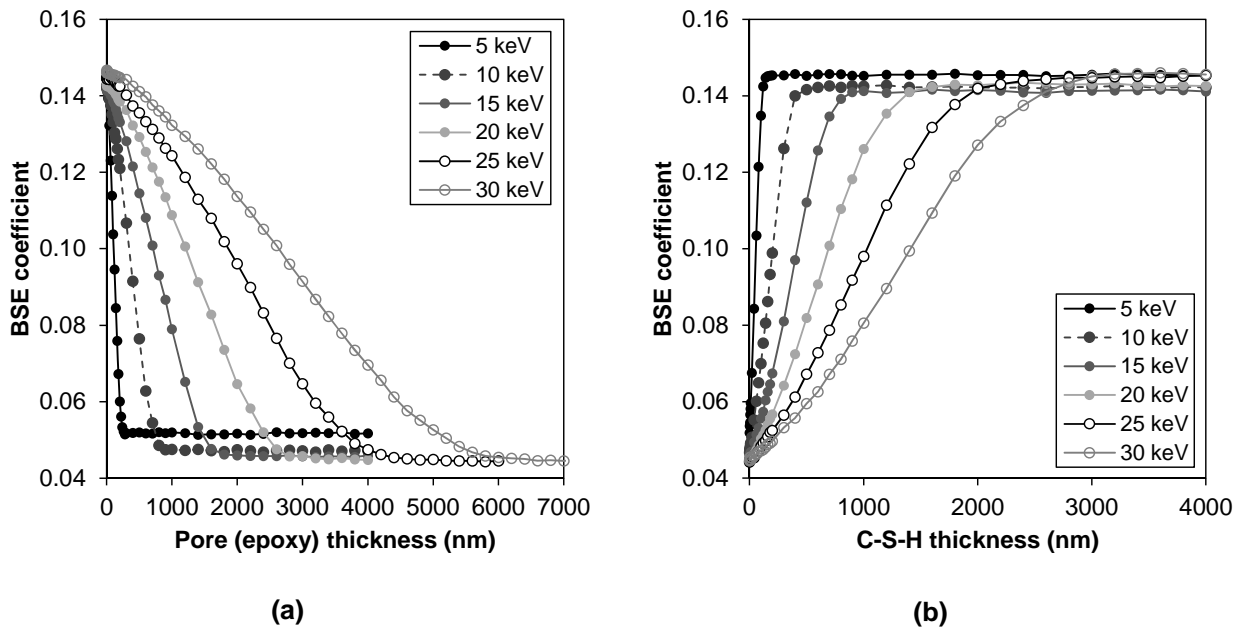 BSE coefficient
0.16
0.14
0.12
0.10
0.08
0.06
0.04
5 keV
10 keV
15 keV
20 keV
25 keV
30 keV
0 1000 2000 3000 4000 5000 6000 7000
Pore (epoxy) thickness (nm)
(a)
BSE coefficient
0.16
0.14
0.12
0.10
0.08
0.06
0.04
5 keV
10 keV
15 keV
20 keV
25 keV
30 keV
0 1000 2000 3000 4000
C-S-H thickness (nm)
(b)